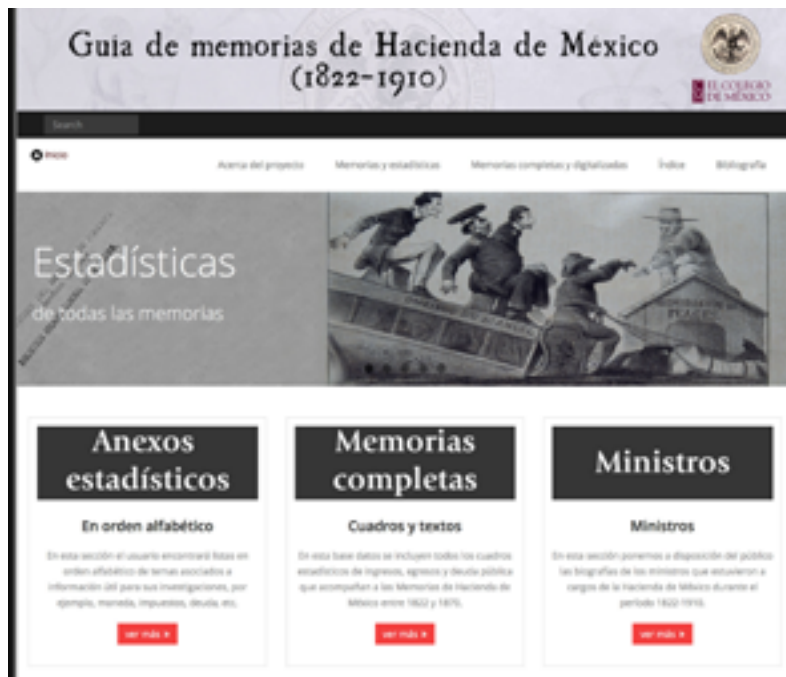 Guía de memorias de Hacienda de México
(1822-1910)
EL COLEGIO
DE MÉXICO
Search
Inicio
Acerca del proyecto
Memorias y estadísticas
Memorias completas y digitalizadas
Índice
Bibliografía
Estadísticas
de todas las memorias
PEAJES
Anexos
estadísticos
En orden alfabético
En esta sección el usuario encontrará listas en
orden alfabético de temas asociados a
información útil para sus investigaciones, por
ejemplo, moneda, impuestos, deuda, etc.
ver más »
Memorias
completas
Cuadros y textos
En esta base datos se incluyen todos los cuadros
estadísticos de ingresos, egresos y deuda pública
que acompañan a las Memorias de Hacienda de
México entre 1822 y 1870.
ver más »
Ministros
Ministros
En esta sección ponemos a disposición del público
las biografías de los ministros que estuvieron a
cargos de la Hacienda de México durante el
período 1822-1910.
ver más »